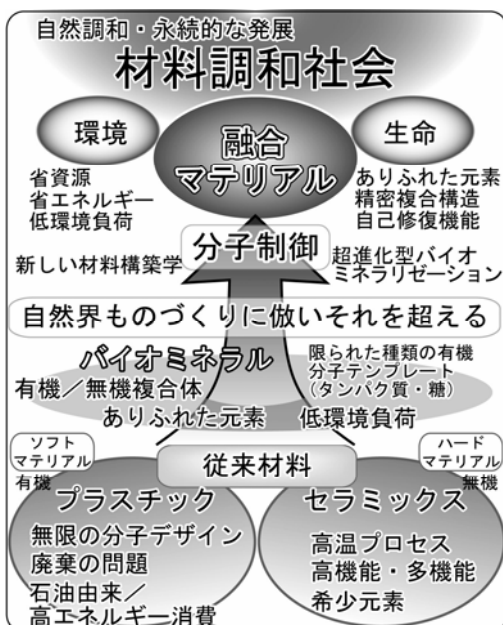 自然調和・永続的な発展
材料調和社会
環境
融合
マテリアル
生命
省資源
省エネルギー
低環境負荷
ありふれた元素
精密複合構造
自己修復機能
分子制御
新しい材料構築学
超進化型バイオ
ミネラリゼーション
自然界ものづくりに倣いそれを超える
バイオミネラル
有機/無機複合体
限られた種類の有機
分子テンプレート
(タンパク質・糖)
ありふれた元素
低環境負荷
ソフト
マテリアル
有機
従来材料
ハード
マテリアル
無機
プラスチック
無限の分子デザイン
廃棄の問題
石油由来/
高エネルギー消費
セラミックス
高温プロセス
高機能・多機能
希少元素